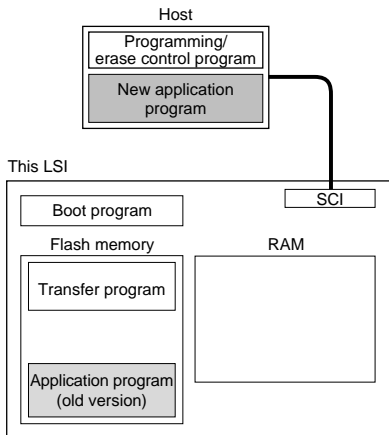 Host
Programming/
erase control program
New application
program
This LSI
SCI
Boot program
Flash memory
RAM
Transfer program
Application program
(old version)